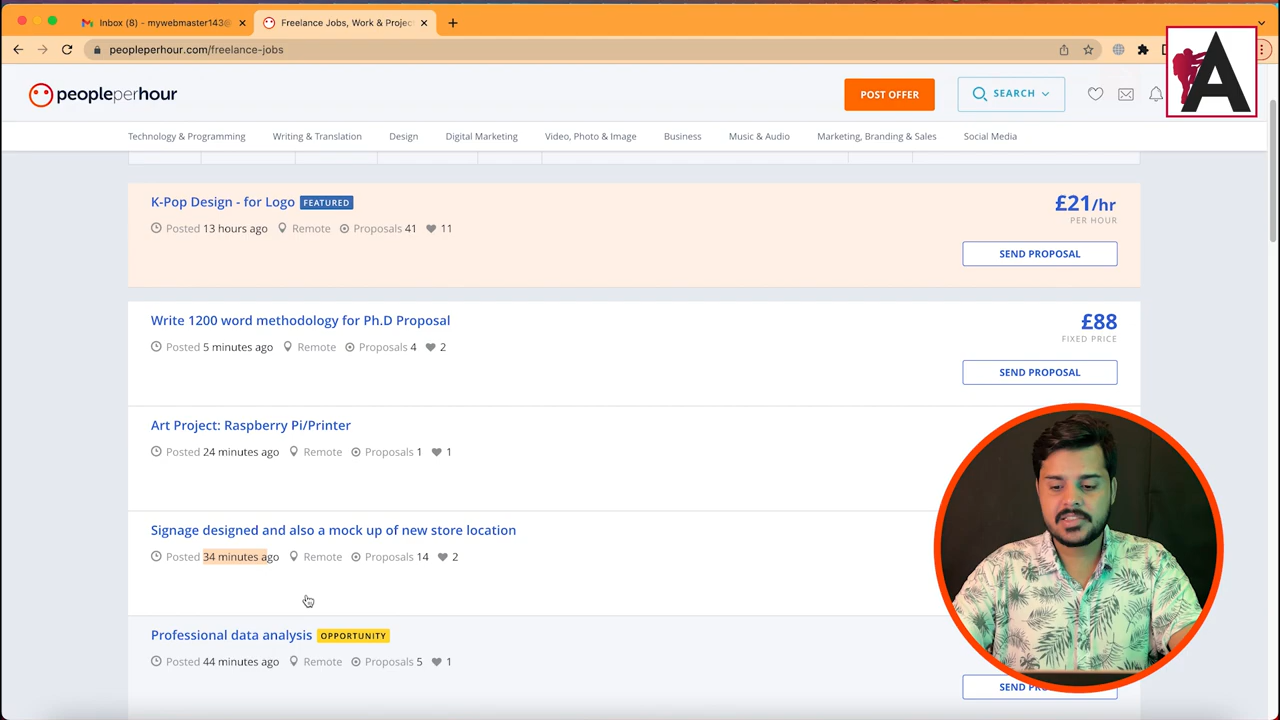 Inbox (8) - mywebmaster143@
Freelance Jobs, Work & Projec
peopleperhour.com/freelance-jobs
A
peopleperhour
POST OFFER
SEARCH
Technology & Programming
Writing & Translation
Design
Digital Marketing
Video, Photo & Image
Business
Music & Audio
Marketing, Branding & Sales
Social Media
K-Pop Design - for Logo FEATURED
£21/hr
PER HOUR
Posted 13 hours ago Remote Proposals 41 11
SEND PROPOSAL
Write 1200 word methodology for Ph.D Proposal
£88
FIXED PRICE
Posted 5 minutes ago Remote Proposals 4 2
SEND PROPOSAL
Art Project: Raspberry Pi/Printer
Posted 24 minutes ago Remote Proposals 1 1
Signage designed and also a mock up of new store location
Posted 34 minutes ago Remote Proposals 14 2
Professional data analysis OPPORTUNITY
Posted 44 minutes ago Remote Proposals 5 1
SEND